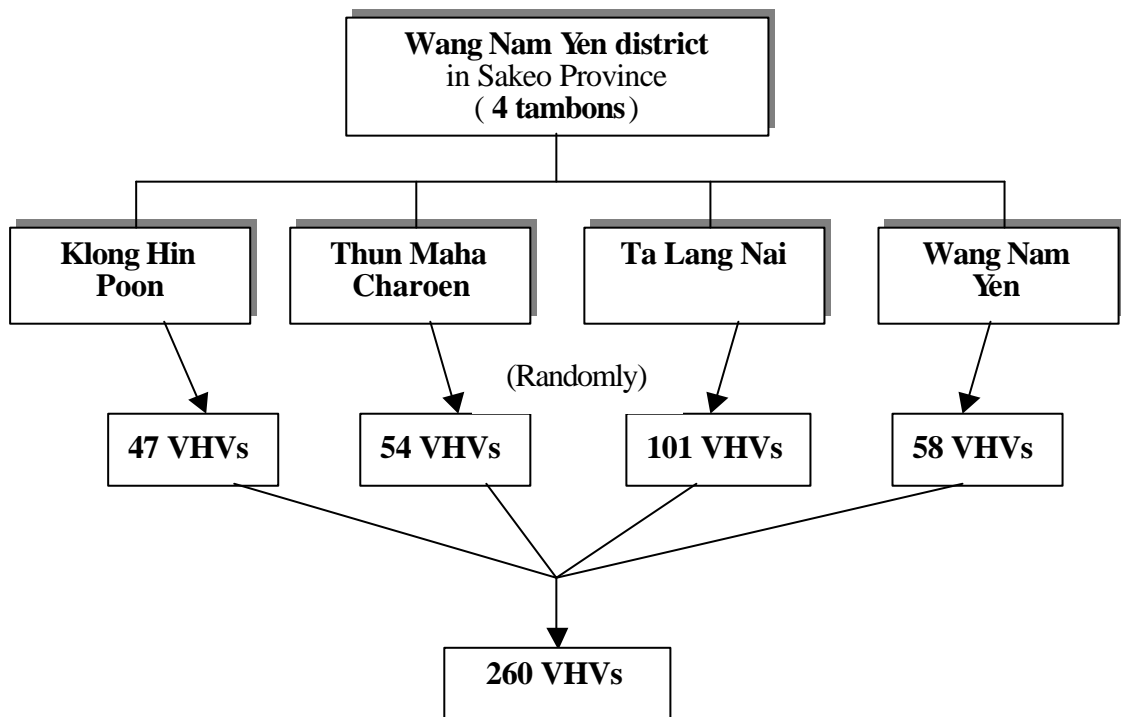 Wang Nam Yen district
in Sakeo Province
( 4 tambons )
Klong Hin
Poon
Thun Maha
Charoen
Ta Lang Nai
Wang Nam
Yen
(Randomly)
47 VHVs
54 VHVs
101 VHVs
58 VHVs
260 VHVs